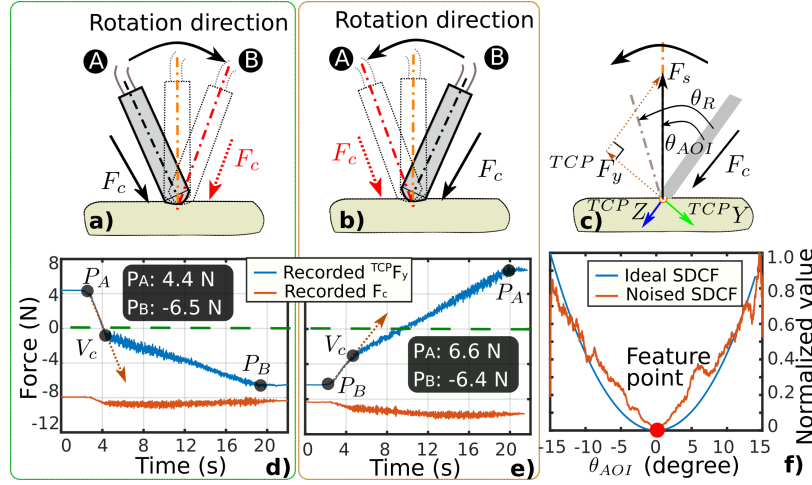 Rotation direction
A
B
F_c
F_c
a)
Rotation direction
A
B
F_c
F_c
b)
F_s
θ_R
θ_AOI
F_c
TCP F_y
TCP Z
TCP Y
c)
Force (N)
8
4
0
-4
-8
-12
P_A
P_A: 4.4 N
P_B: -6.5 N
V_c
P_B
0 4 8 12 16 20
Time (s)
d)
Recorded TCP F_y
Recorded F_c
P_A
V_c
P_B
P_A: 6.6 N
P_B: -6.4 N
0 4 8 12 16 20
Time (s)
e)
Ideal SDCF
Noised SDCF
Feature
point
1.0
0.8
0.6
0.4
0.2
0
Normalized value
-15 -10 -5 0 5 10 15
θ_AOI (degree)
f)